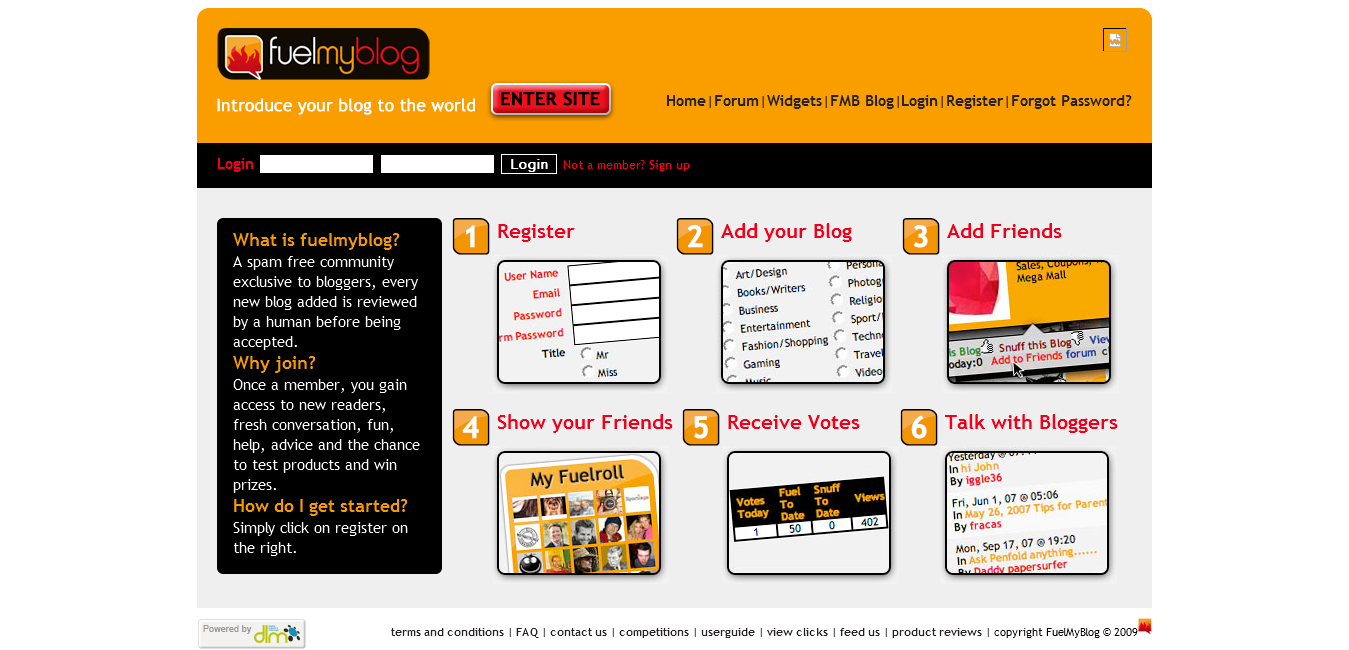 fuelmyblog
Introduce your blog to the world
ENTER SITE
Home | Forum | Widgets | FMB Blog | Login | Register | Forgot Password?
Login
Login
Not a member? Sign up
What is fuelmyblog?
A spam free community
exclusive to bloggers, every
new blog added is reviewed
by a human before being
accepted.
Why join?
Once a member, you gain
access to new readers,
fresh conversation, fun,
help, advice and the chance
to test products and win
prizes.
How do I get started?
Simply click on register on
the right.
1 Register
User Name
Email
Password
rm Password
Title
Mr
Miss
2 Add your Blog
Art/Design
Books/Writers
Business
Entertainment
Fashion/Shopping
Gaming
Music
Persona
Photog
Religio
Sport/
Techn
Travel
Video
3 Add Friends
Sales, Coupons,
Mega Mall
is Blog
Snuff this Blog
View
oday:0
Add to Friends
forum
4 Show your Friends
My Fuelroll
5 Receive Votes
Votes Today
Fuel To Date
Snuff To Date
Views
1
50
0
402
6 Talk with Bloggers
Yesterday @ 07:
In hi John
By iggle36
Fri, Jun 1, 07 @ 05:06
In May 26, 2007 Tips for Parent
By fracas
Mon, Sep 17, 07 @ 19:20
In Ask Penfold anything......
By Daddy papersurfer
Powered by dlm
terms and conditions | FAQ | contact us | competitions | userguide | view clicks | feed us | product reviews | copyright FuelMyBlog © 2009